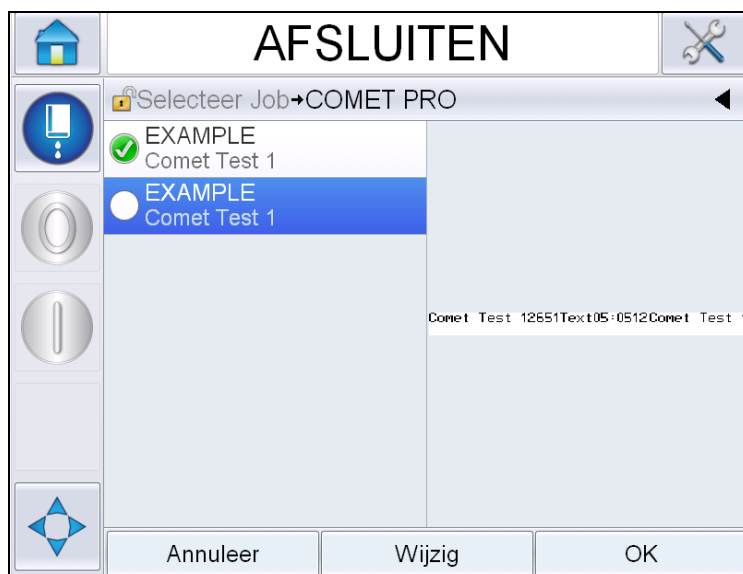 AFSLUITEN
Selecteer Job→COMET PRO
EXAMPLE
Comet Test 1
EXAMPLE
Comet Test 1
Comet Test 12651Text05:0512Comet Test
Annuleer
Wijzig
OK